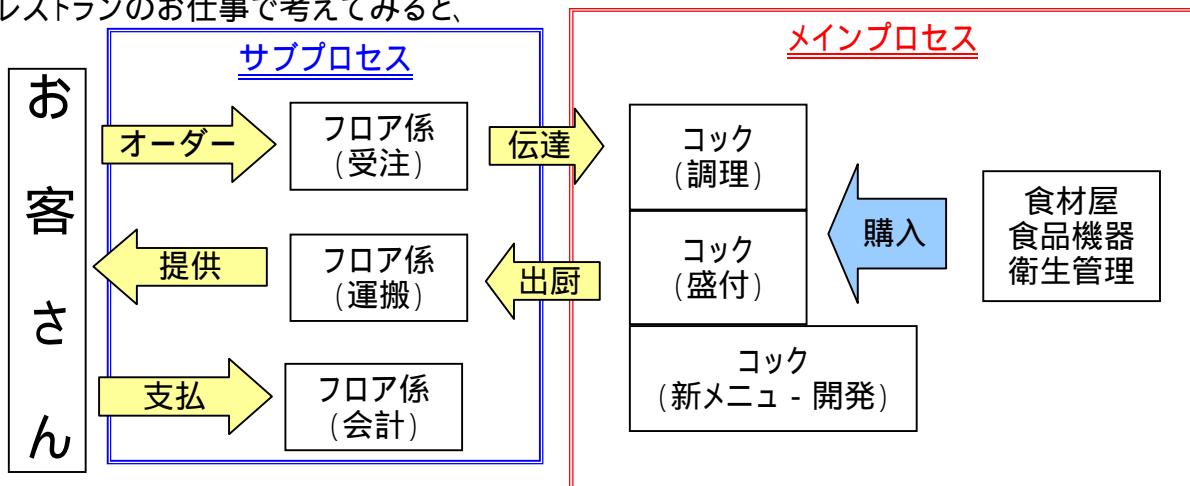 レストランのお仕事で考えてみると、
サブプロセス
メインプロセス
お客さん
オーダー
フロア係
(受注)
伝達
コック
(調理)
提供
フロア係
(運搬)
出厨
コック
(盛付)
購入
食材屋
食品機器
衛生管理
支払
フロア係
(会計)
コック
(新メニュ - 開発)